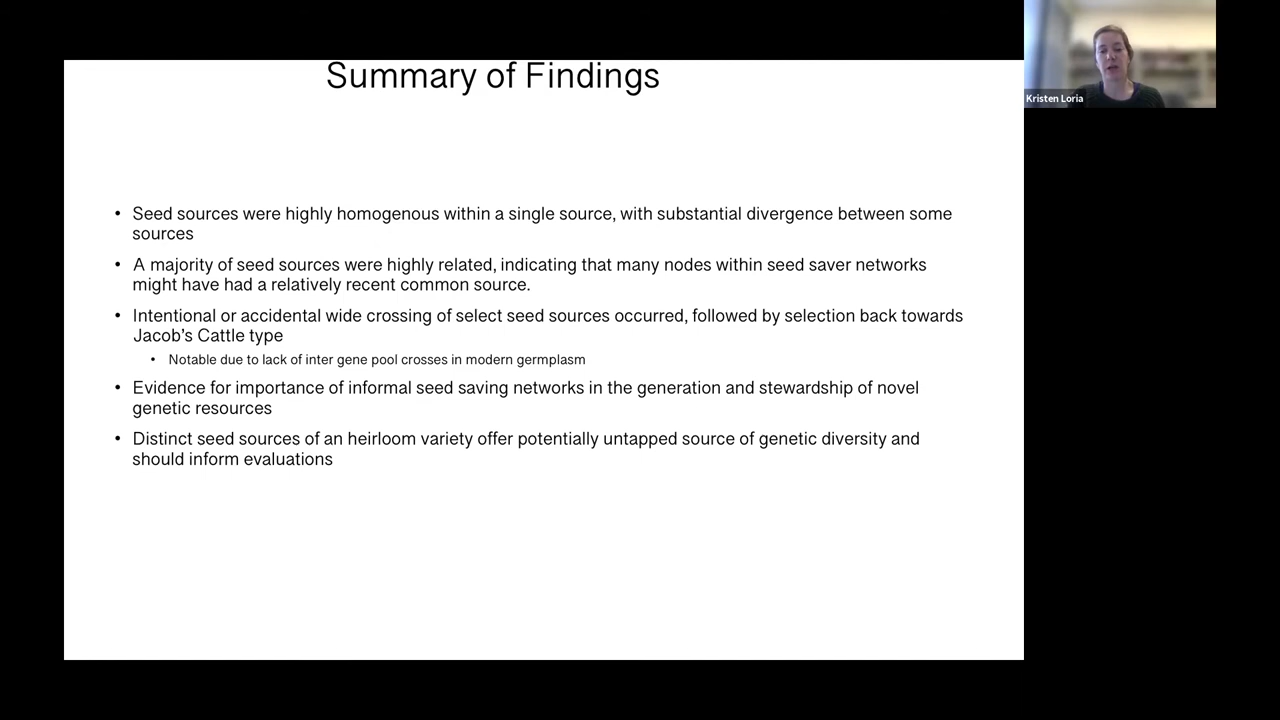 Summary of Findings
Kristen Loria
• Seed sources were highly homogenous within a single source, with substantial divergence between some
sources
• A majority of seed sources were highly related, indicating that many nodes within seed saver networks
might have had a relatively recent common source.
• Intentional or accidental wide crossing of select seed sources occurred, followed by selection back towards
Jacob's Cattle type
• Notable due to lack of inter gene pool crosses in modern germplasm
• Evidence for importance of informal seed saving networks in the generation and stewardship of novel
genetic resources
• Distinct seed sources of an heirloom variety offer potentially untapped source of genetic diversity and
should inform evaluations